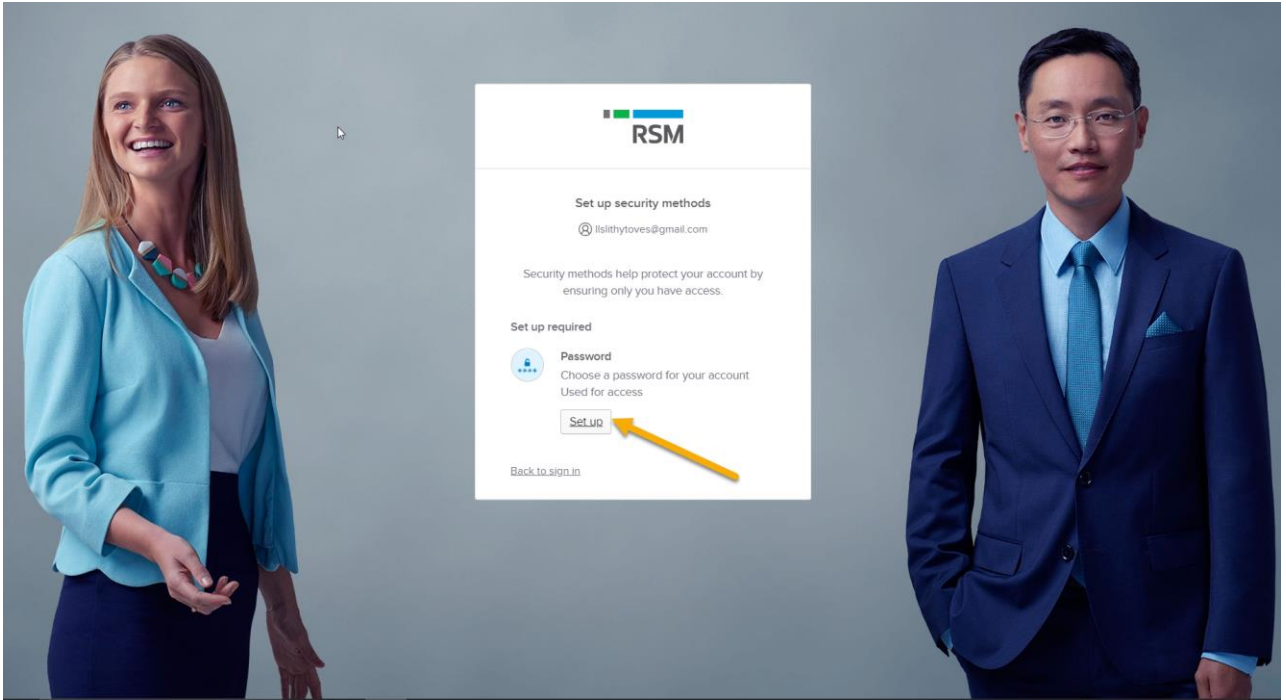 RSM
Set up security methods
llslithytoves@gmail.com
Security methods help protect your account by
ensuring only you have access.
Set up required
Password
Choose a password for your account
Used for access
Set up
Back to sign in